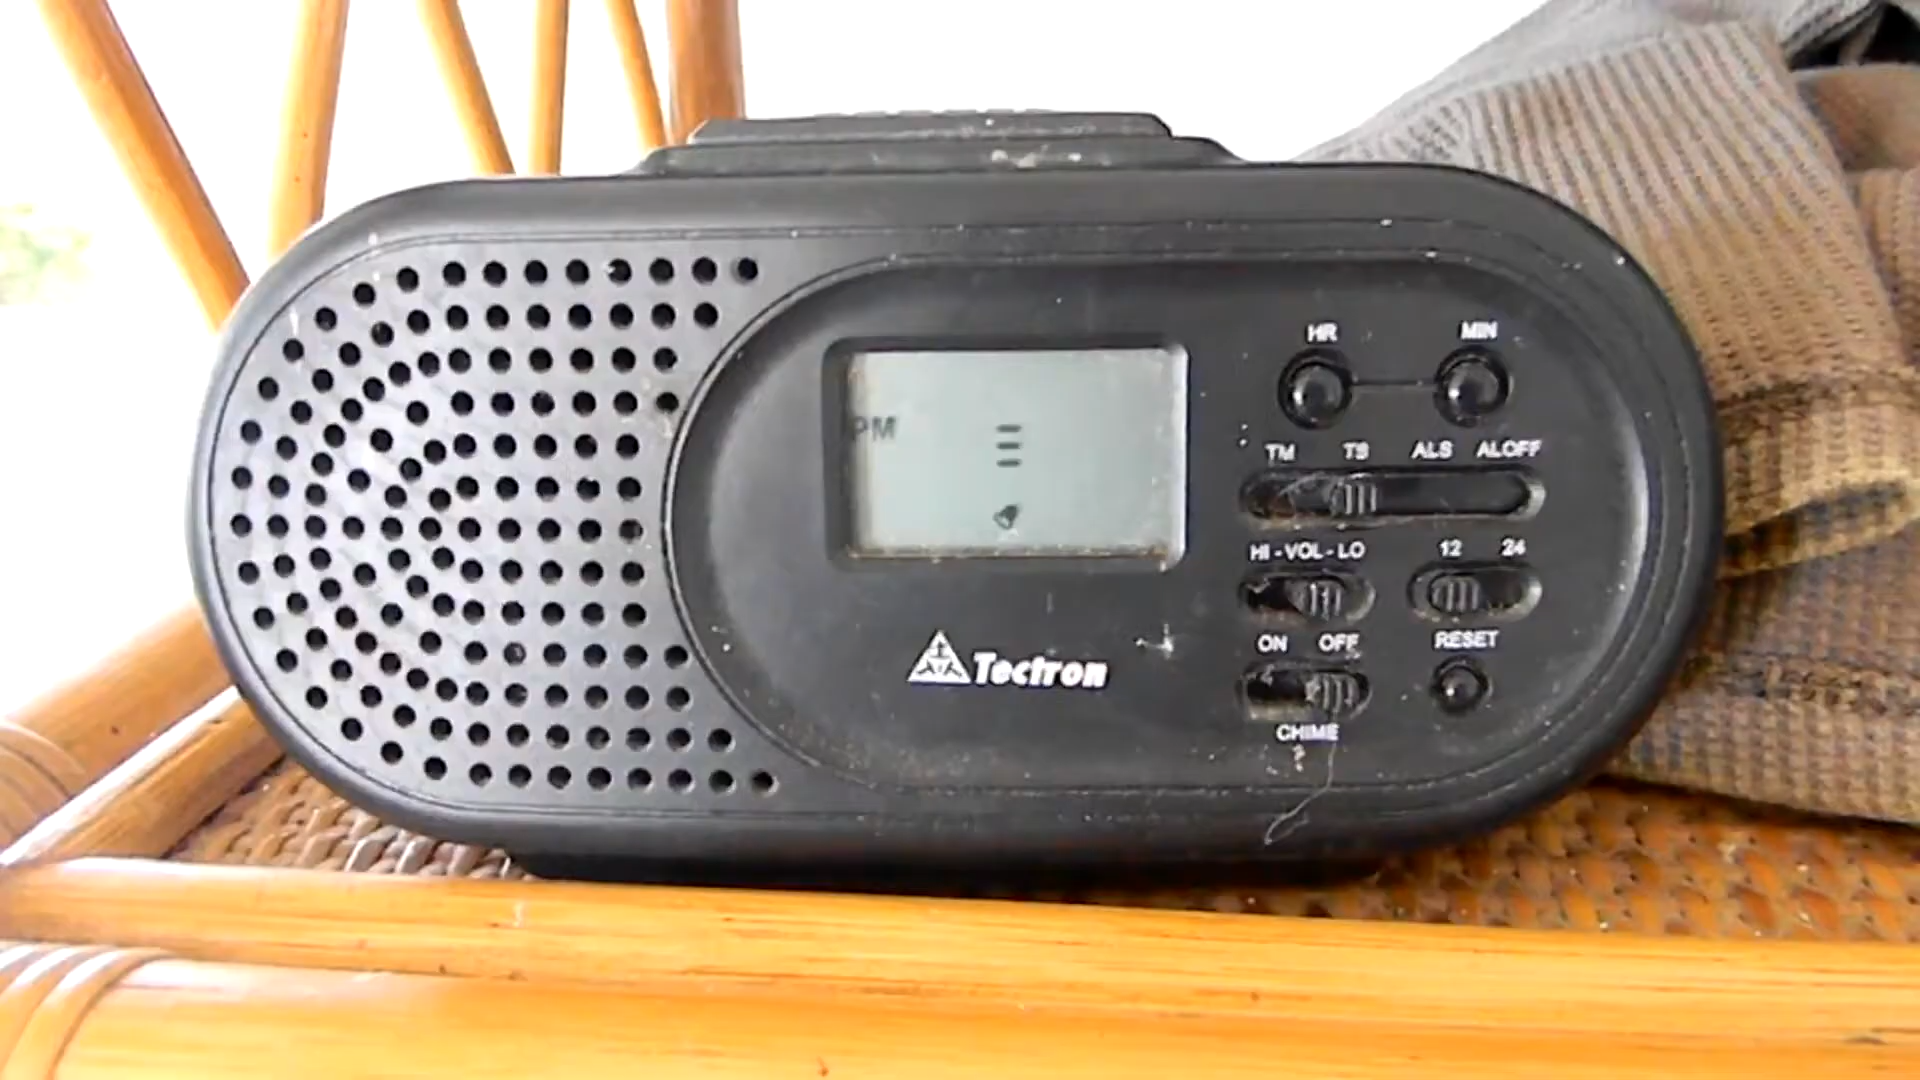 HR MIN
TM TS ALS ALOFF
PM
HI - VOL - LO 12 24
ON OFF RESET
Tectron
CHIME